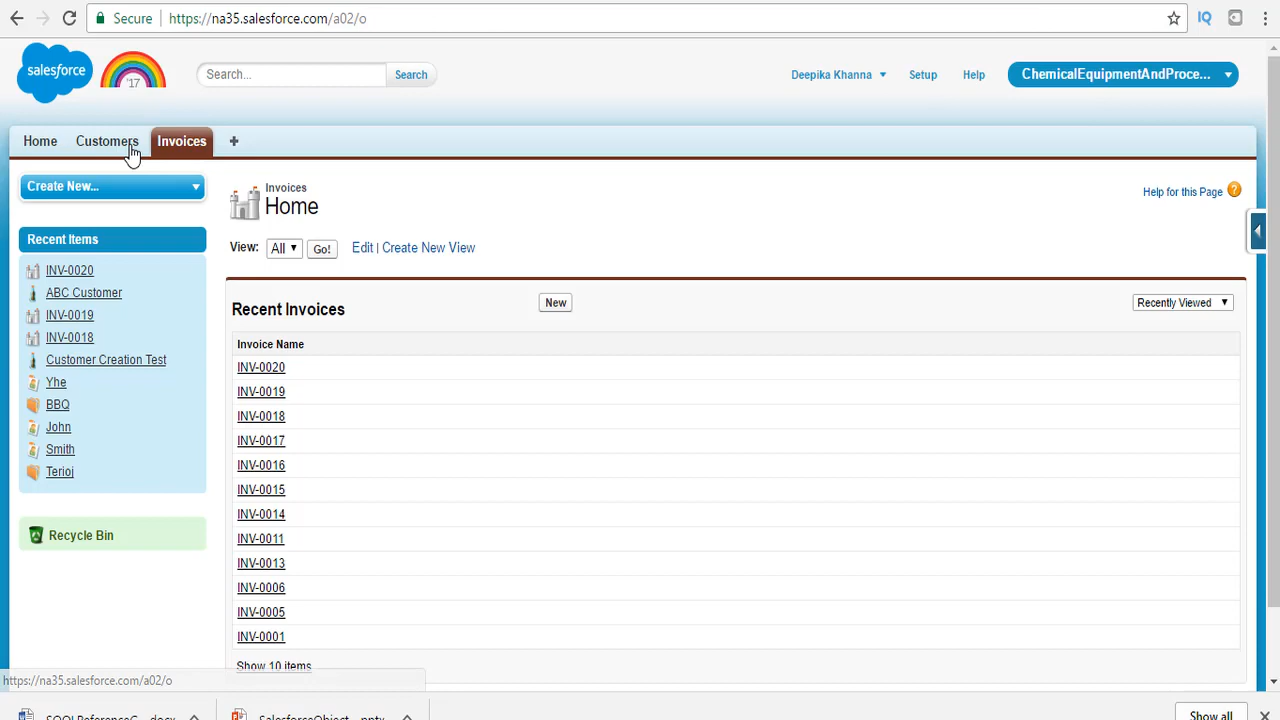 Secure
https://na35.salesforce.com/a02/o
IQ
salesforce
'17
Search...
Search
Deepika Khanna
Setup
Help
ChemicalEquipmentAndProce...
Home
Customers
Invoices
+
Create New...
Recent Items
INV-0020
ABC Customer
INV-0019
INV-0018
Customer Creation Test
Yhe
BBQ
John
Smith
Terioj
Recycle Bin
Invoices
Home
Help for this Page ?
View: All Go! Edit | Create New View
Recent Invoices
New
Recently Viewed
Invoice Name
INV-0020
INV-0019
INV-0018
INV-0017
INV-0016
INV-0015
INV-0014
INV-0011
INV-0013
INV-0006
INV-0005
INV-0001
Show 10 items
https://na35.salesforce.com/a02/o
SalesforceObject....pptx
Show all